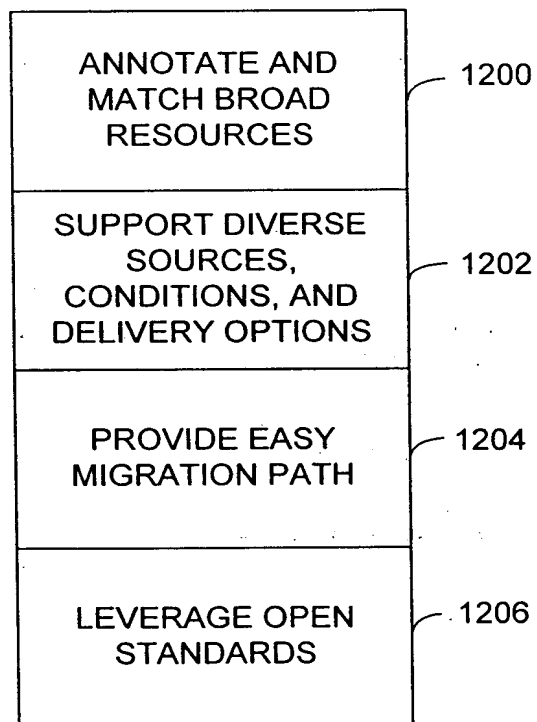 ANNOTATE AND
MATCH BROAD
RESOURCES
1200
SUPPORT DIVERSE
SOURCES,
CONDITIONS, AND
DELIVERY OPTIONS
1202
PROVIDE EASY
MIGRATION PATH
1204
LEVERAGE OPEN
STANDARDS
1206